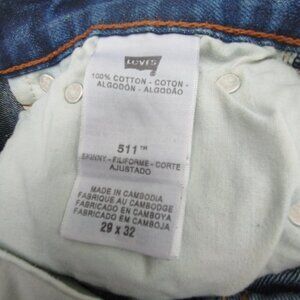 LEVI'S
100% COTTON - COTON -
ALGODÓN - ALGODÃO
511™
SKINNY - FILIFORME - CORTE
AJUSTADO
MADE IN CAMBODIA
FABRIQUE AU CAMBODGE
FABRICADO EN CAMBOYA
FABRICADO EM CAMBOJA
29 X 32